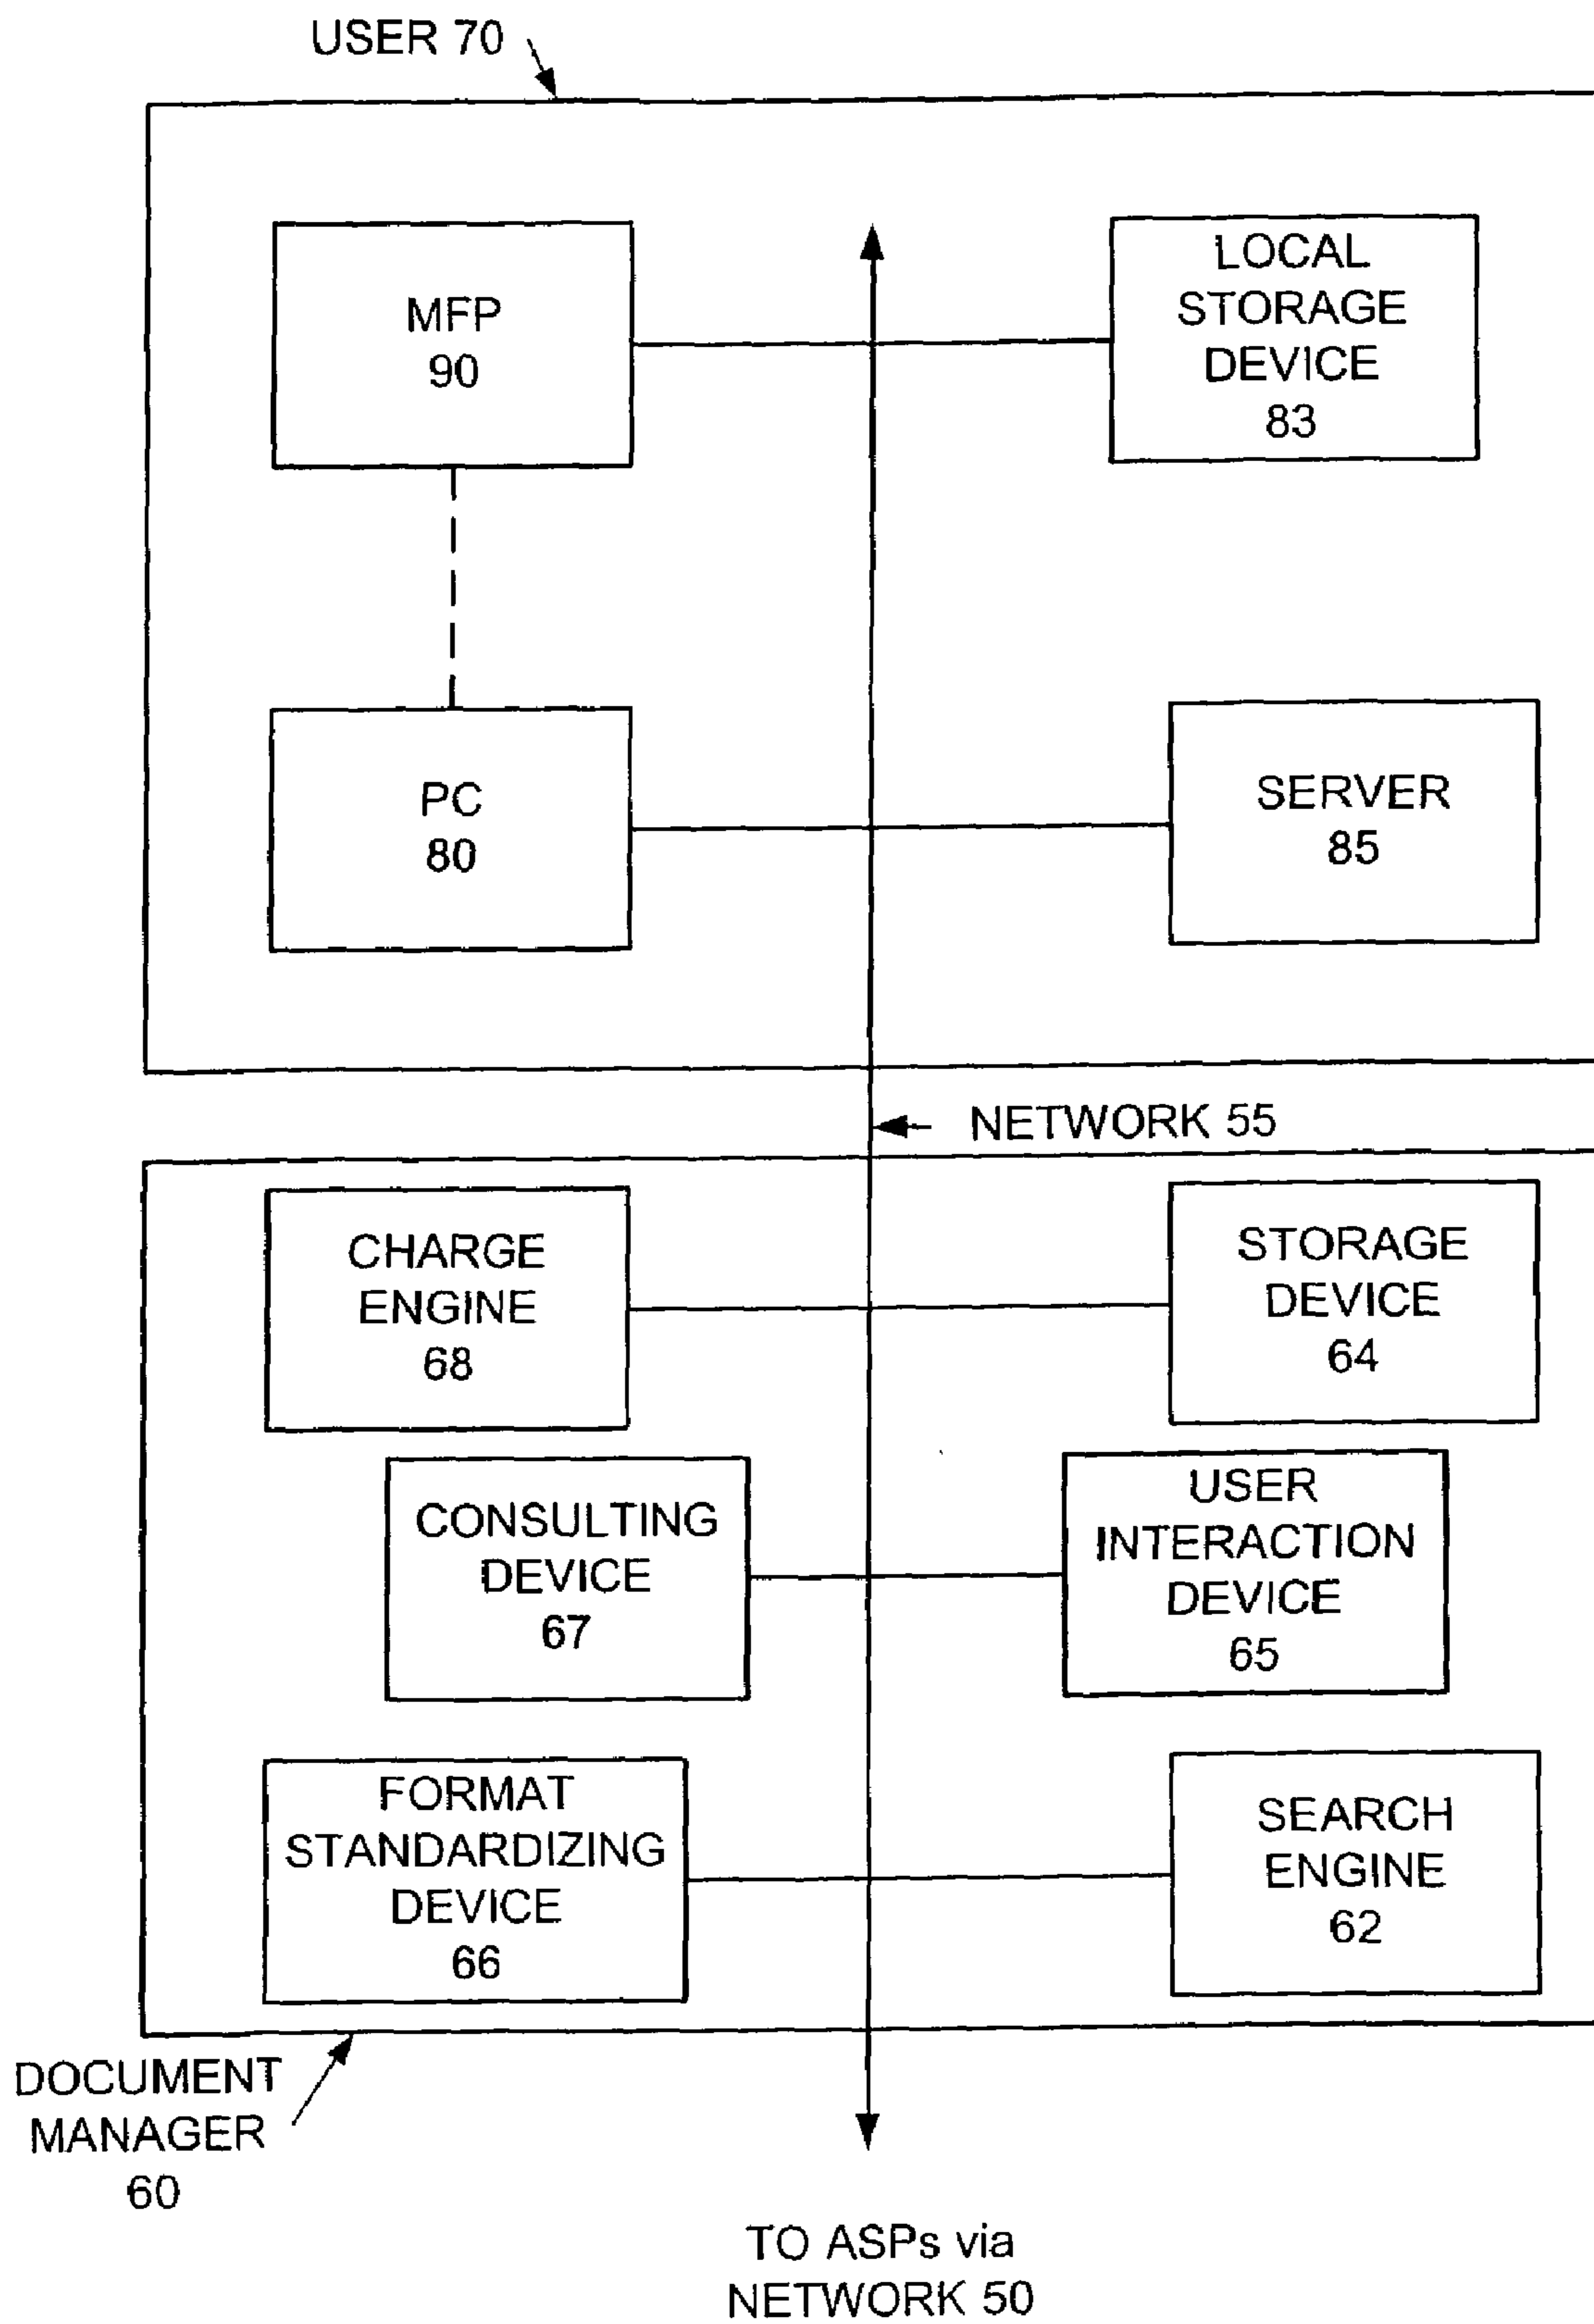 USER 70
MFP
90
LOCAL
STORAGE
DEVICE
83
PC
80
SERVER
85
NETWORK 55
CHARGE
ENGINE
68
STORAGE
DEVICE
64
CONSULTING
DEVICE
67
USER
INTERACTION
DEVICE
65
FORMAT
STANDARDIZING
DEVICE
66
SEARCH
ENGINE
62
DOCUMENT
MANAGER
60
TO ASPs via
NETWORK 50